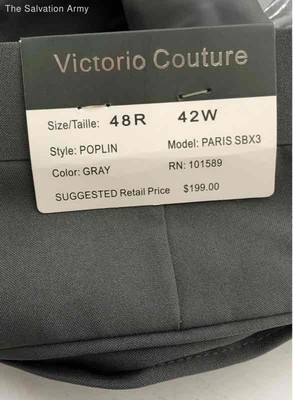 The Salvation Army
Victorio Couture
Size/Taille: 48R 42W
Style: POPLIN Model: PARIS SBX3
Color: GRAY RN: 101589
SUGGESTED Retail Price $199.00